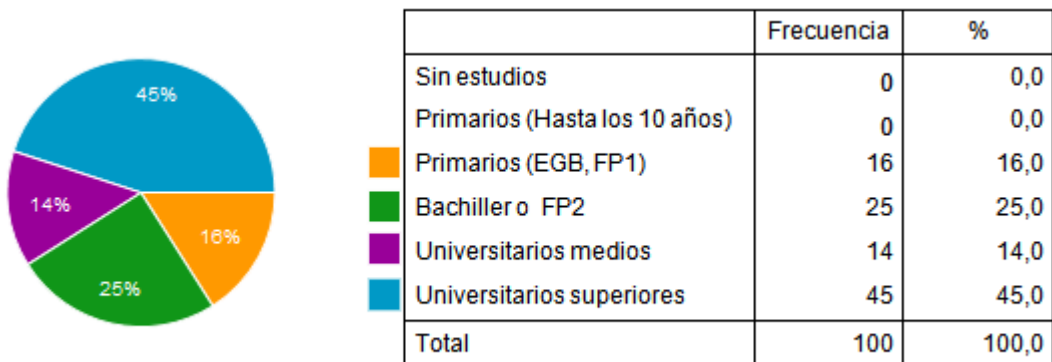 45%
14%
16%
25%
Frecuencia %
Sin estudios 0 0,0
Primarios (Hasta los 10 años) 0 0,0
Primarios (EGB, FP1) 16 16,0
Bachiller o FP2 25 25,0
Universitarios medios 14 14,0
Universitarios superiores 45 45,0
Total 100 100,0